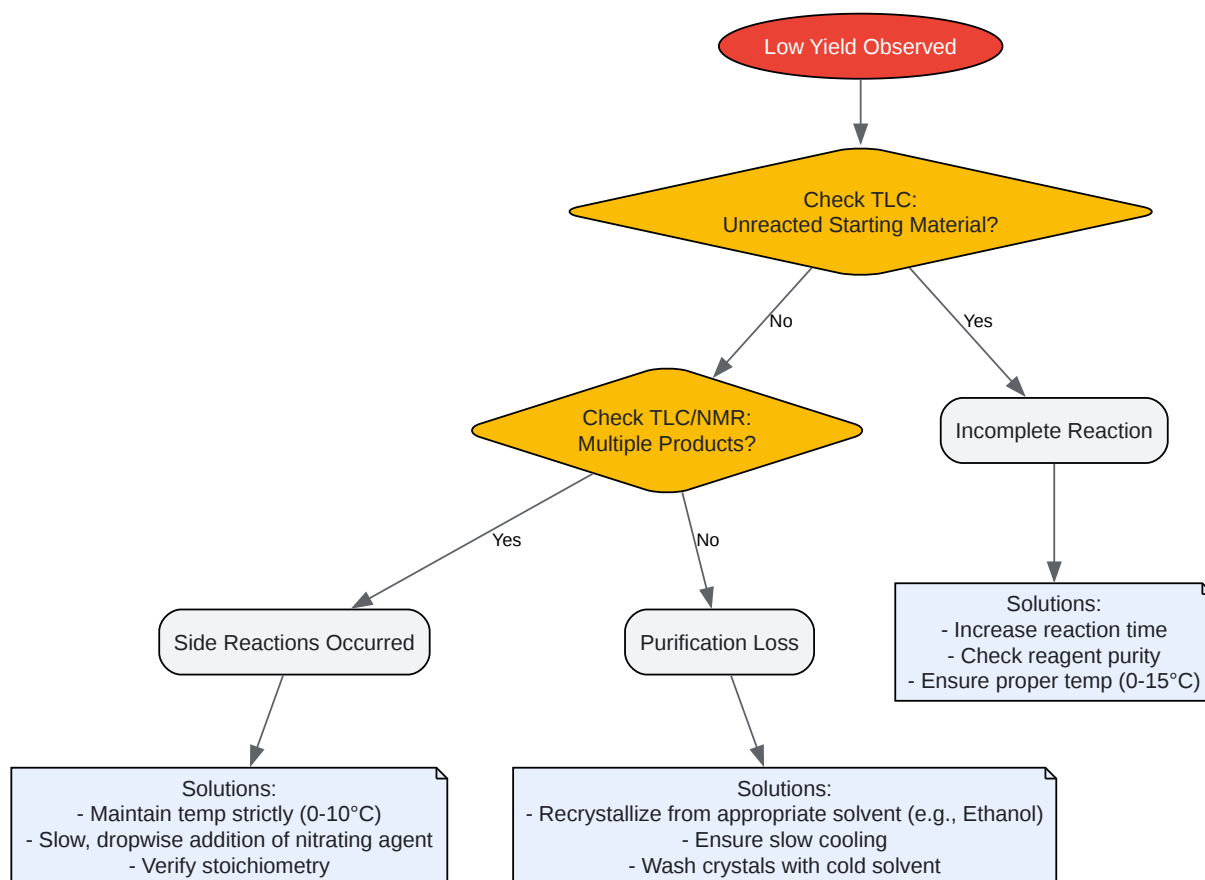 Low Yield Observed
Check TLC:
Unreacted Starting Material?
No
Yes
Check TLC/NMR:
Multiple Products?
Incomplete Reaction
Yes
No
Solutions:
- Increase reaction time
- Check reagent purity
- Ensure proper temp (0-15°C)
Side Reactions Occurred
Purification Loss
Solutions:
- Maintain temp strictly (0-10°C)
- Slow, dropwise addition of nitrating agent
- Verify stoichiometry
Solutions:
- Recrystallize from appropriate solvent (e.g., Ethanol)
- Ensure slow cooling
- Wash crystals with cold solvent